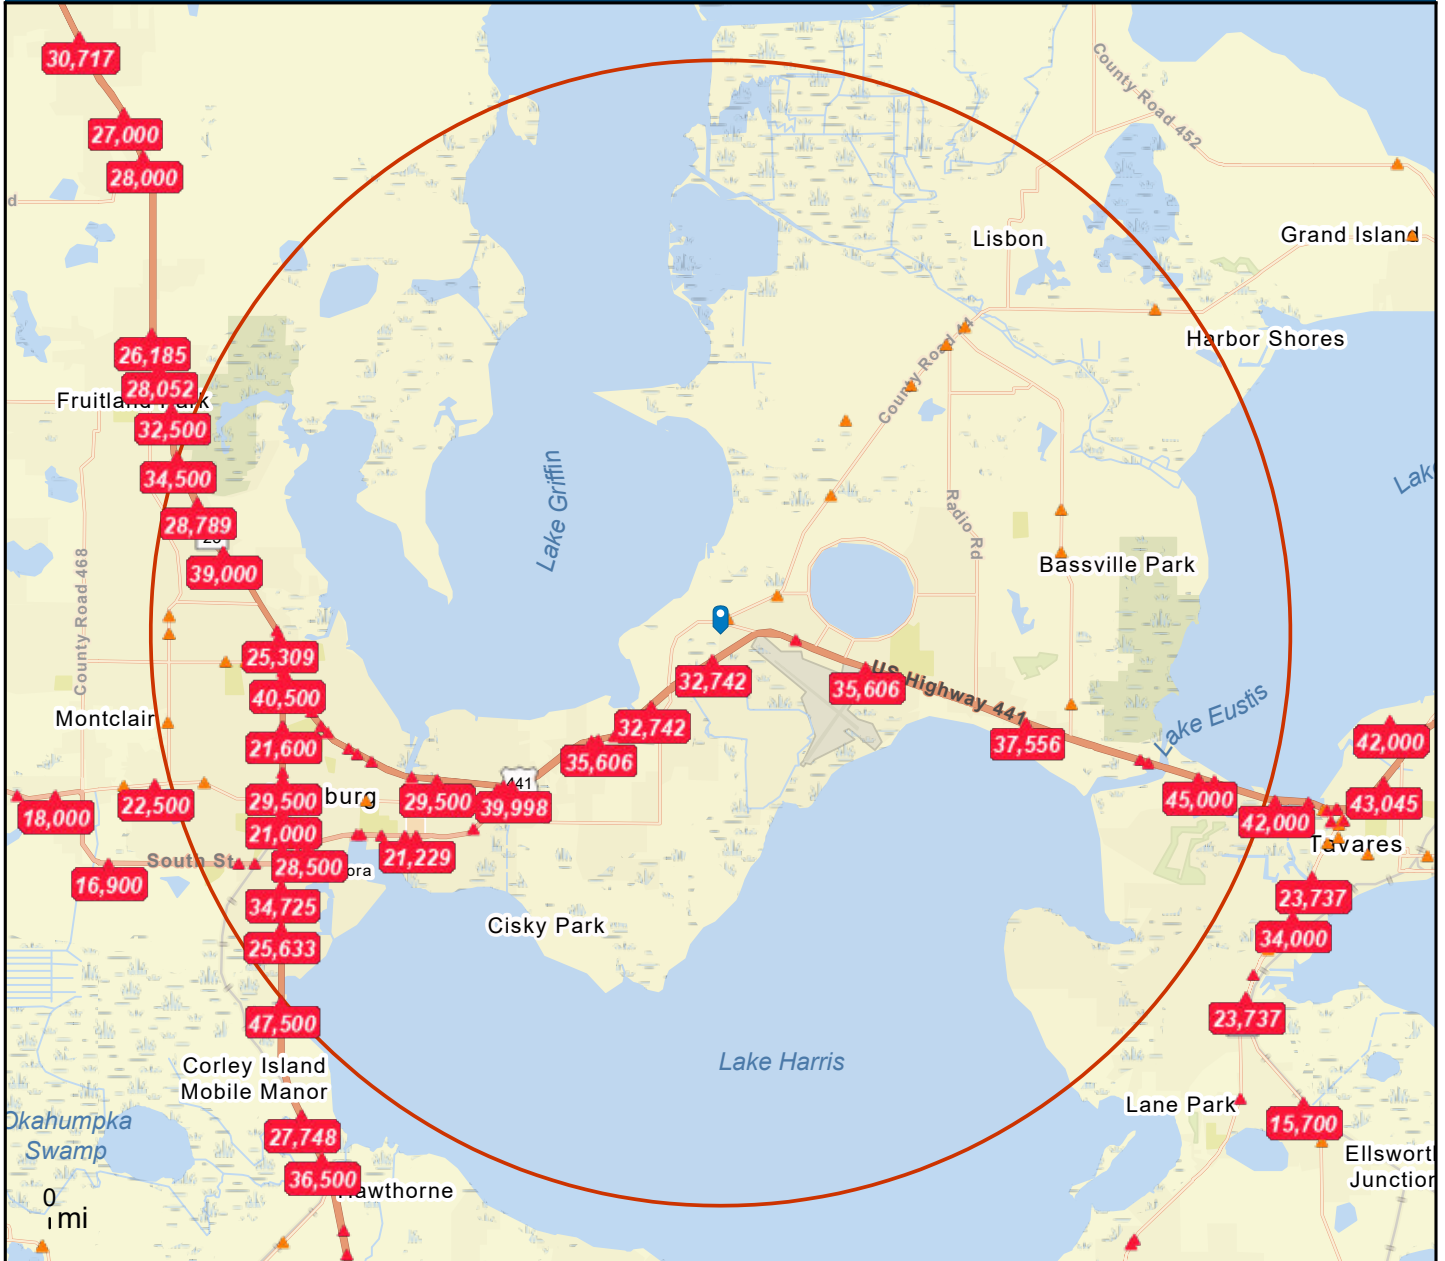 30,717
27,000
28,000
County Road 452
d
Lisbon
Grand Island
26,185
Harbor Shores
28,052
Fruitland Park
County Road 44
32,500
34,500
Lake Griffin
Lake
28,789
Radio Rd
39,000
Bassville Park
County Road 468
25,309
32,742
35,606
US Highway 441
40,500
Montclair
32,742
Lake Eustis
21,600
35,606
37,556
42,000
441
burg
29,500
29,500
39,998
45,000
43,045
18,000
22,500
42,000
21,000
Tavares
South St
28,500
ora
21,229
16,900
23,737
34,725
Cisky Park
34,000
25,633
47,500
23,737
Corley Island
Mobile Manor
Lake Harris
Lane Park
Okahumpka
Swamp
15,700
27,748
Ellsworth
Junction
36,500
Hawthorne
0
mi